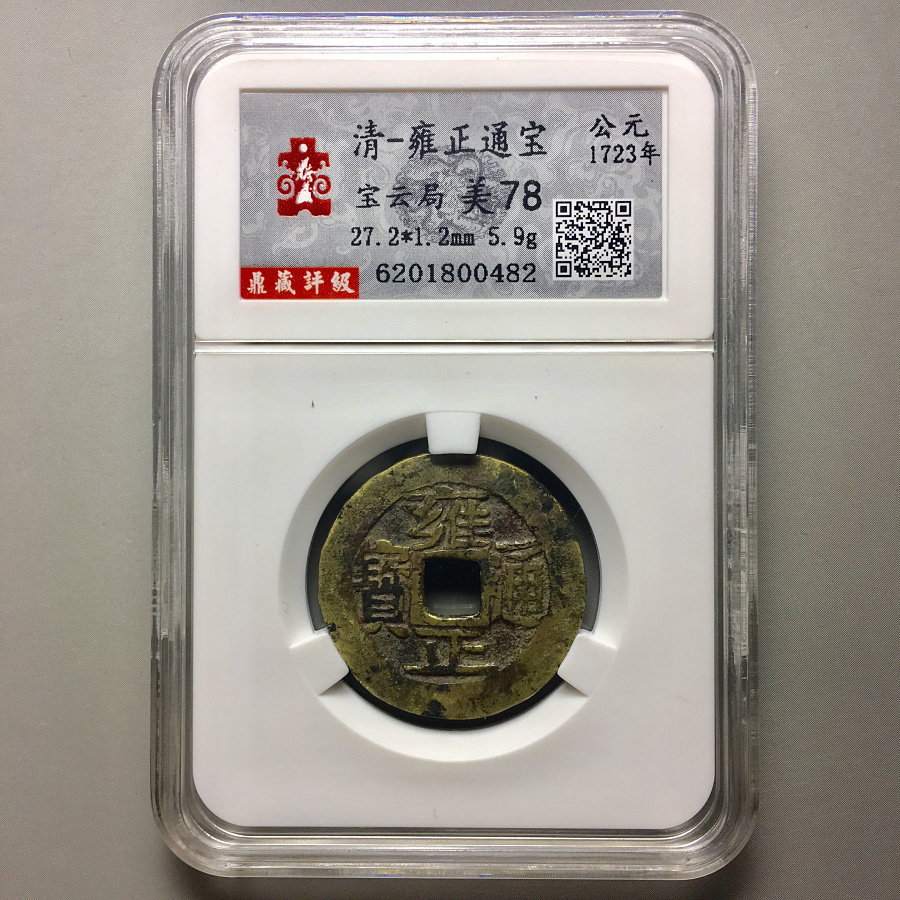 清-雍正通宝
公元
1723年
宝云局 美78
27.2*1.2mm 5.9g
鼎藏評級
6201800482
雍正通寶